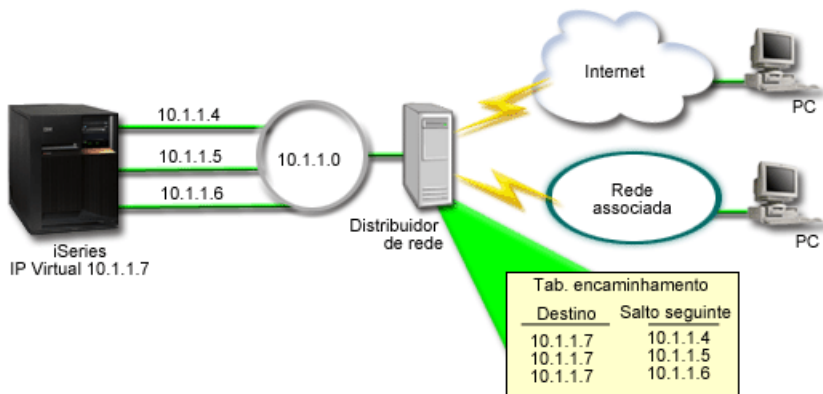 10.1.1.4
10.1.1.5
10.1.1.6
iSeries
IP Virtual 10.1.1.7
10.1.1.0
Distribuidor
de rede
Internet
PC
Rede
associada
PC
Tab. encaminhamento
Destino Salto seguinte
10.1.1.7 10.1.1.4
10.1.1.7 10.1.1.5
10.1.1.7 10.1.1.6